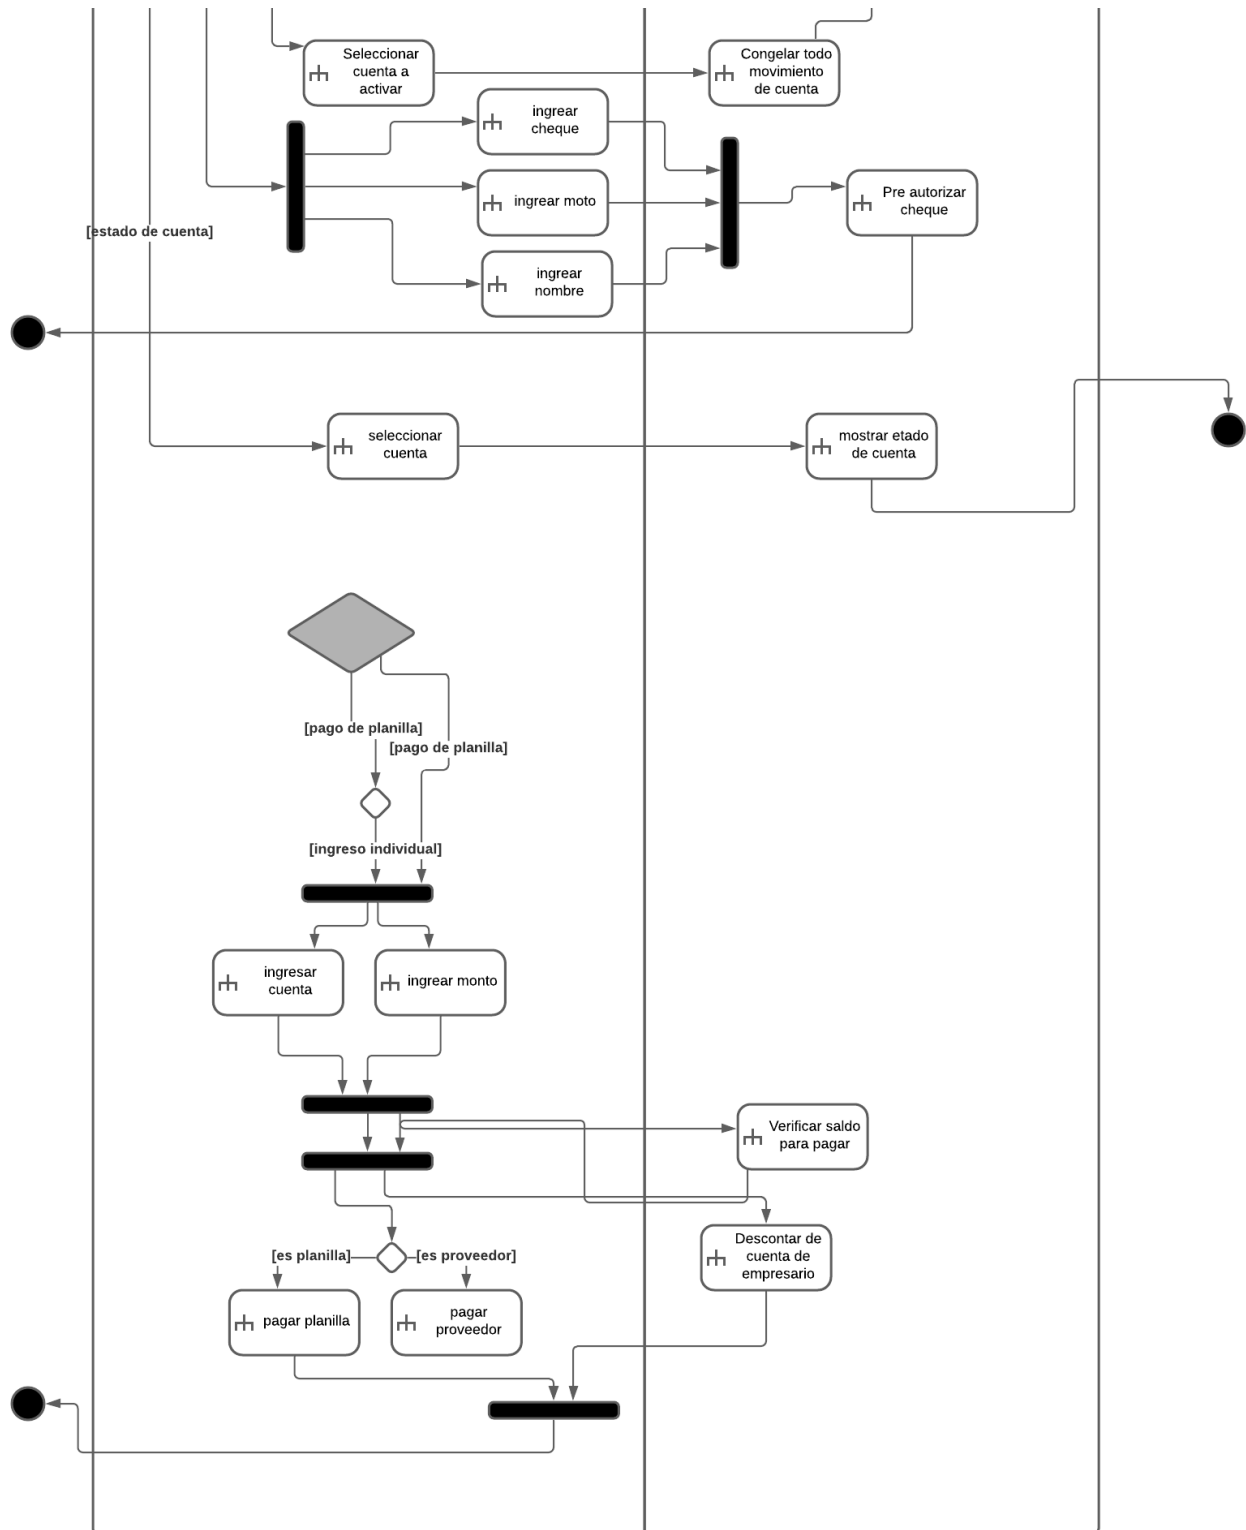 Seleccionar
cuenta a
activar
Congelar todo
movimiento
de cuenta
ingrear
cheque
ingrear moto
Pre autorizar
cheque
[estado de cuenta]
ingrear
nombre
seleccionar
cuenta
mostrar etado
de cuenta
[pago de planilla]
[pago de planilla]
[ingreso individual]
ingresar
cuenta
ingrear monto
Verificar saldo
para pagar
Descontar de
cuenta de
empresario
[es planilla]
[es proveedor]
pagar planilla
pagar
proveedor